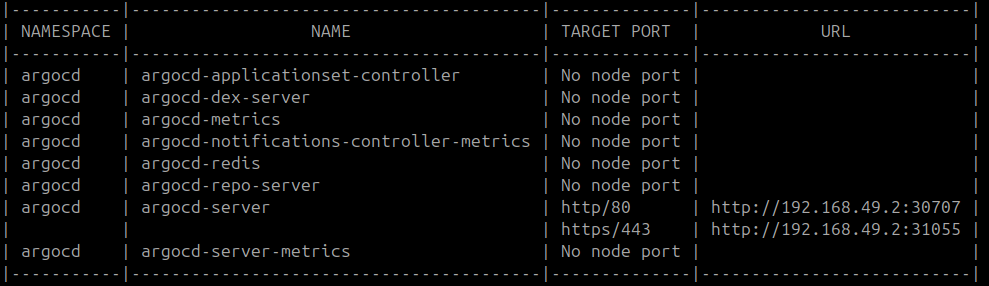 |-----------|-----------------------------------------|--------------|---------------------------|
| NAMESPACE |                  NAME                   | TARGET PORT  |            URL            |
|-----------|-----------------------------------------|--------------|---------------------------|
| argocd    | argocd-applicationset-controller        | No node port |                           |
| argocd    | argocd-dex-server                       | No node port |                           |
| argocd    | argocd-metrics                          | No node port |                           |
| argocd    | argocd-notifications-controller-metrics | No node port |                           |
| argocd    | argocd-redis                            | No node port |                           |
| argocd    | argocd-repo-server                      | No node port |                           |
| argocd    | argocd-server                           | http/80      | http://192.168.49.2:30707 |
|           |                                         | https/443    | http://192.168.49.2:31055 |
| argocd    | argocd-server-metrics                   | No node port |                           |
|-----------|-----------------------------------------|--------------|---------------------------|